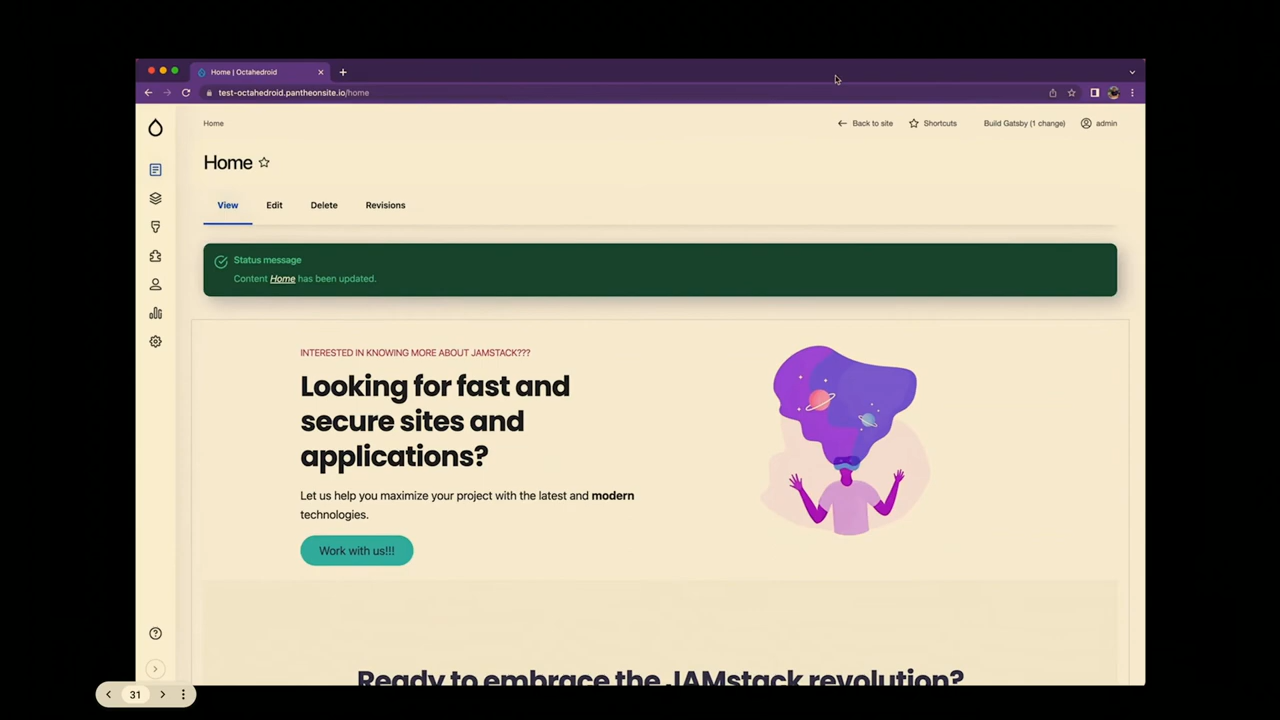 Home | Octahedroid
test-octahedroid.pantheonsite.io/home
Home
Back to site
Shortcuts
Build Gatsby (1 change)
admin
Home
View
Edit
Delete
Revisions
Status message
Content Home has been updated.
INTERESTED IN KNOWING MORE ABOUT JAMSTACK???
Looking for fast and
secure sites and
applications?
Let us help you maximize your project with the latest and modern
technologies.
Work with us!!!
Ready to embrace the JAMstack revolution?
31